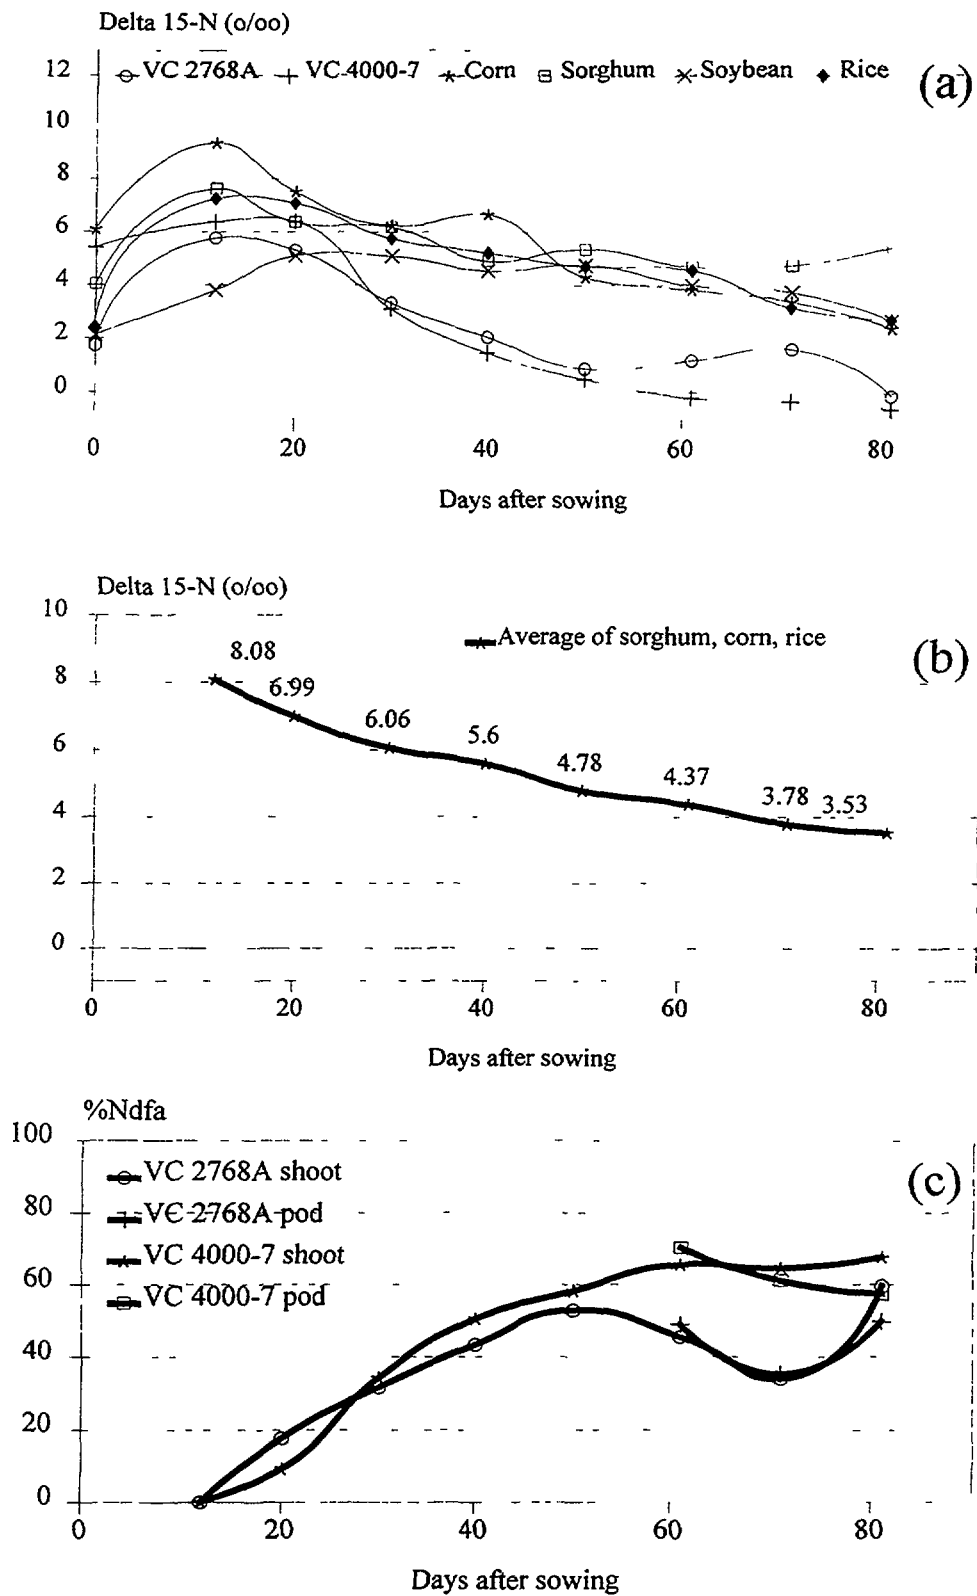 Delta 15-N (o/oo)
VC 2768A VC 4000-7 Corn Sorghum Soybean Rice
(a)
12
10
8
6
4
2
0
0 20 40 60 80
Days after sowing
Delta 15-N (o/oo)
Average of sorghum, corn, rice
(b)
10
8
6
4
2
0
8.08 6.99 6.06 5.6 4.78 4.37 3.78 3.53
0 20 40 60 80
Days after sowing
%Ndfa
(c)
100
80
60
40
20
0
VC 2768A shoot
VC 2768A pod
VC 4000-7 shoot
VC 4000-7 pod
0 20 40 60 80
Days after sowing